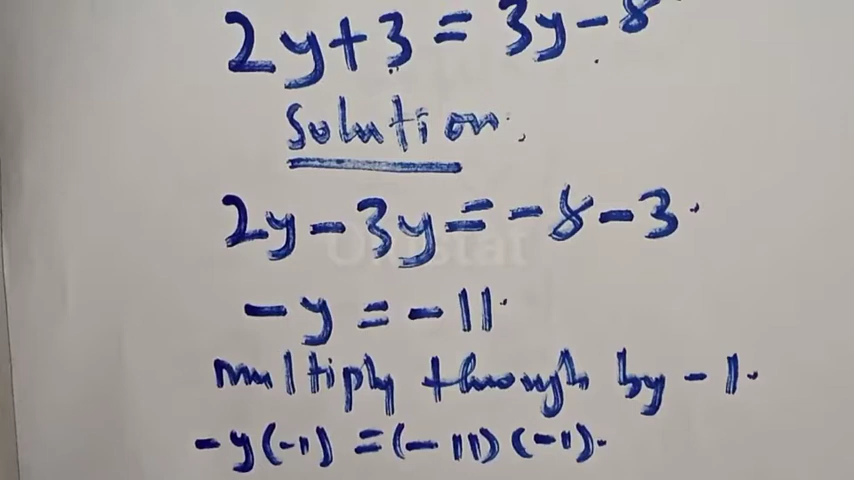 2y+3 = 3y-8
Solution.
2y-3y=-8-3.
-y = -11.
multiply through by -1.
-y(-1) = (-11)(-1).